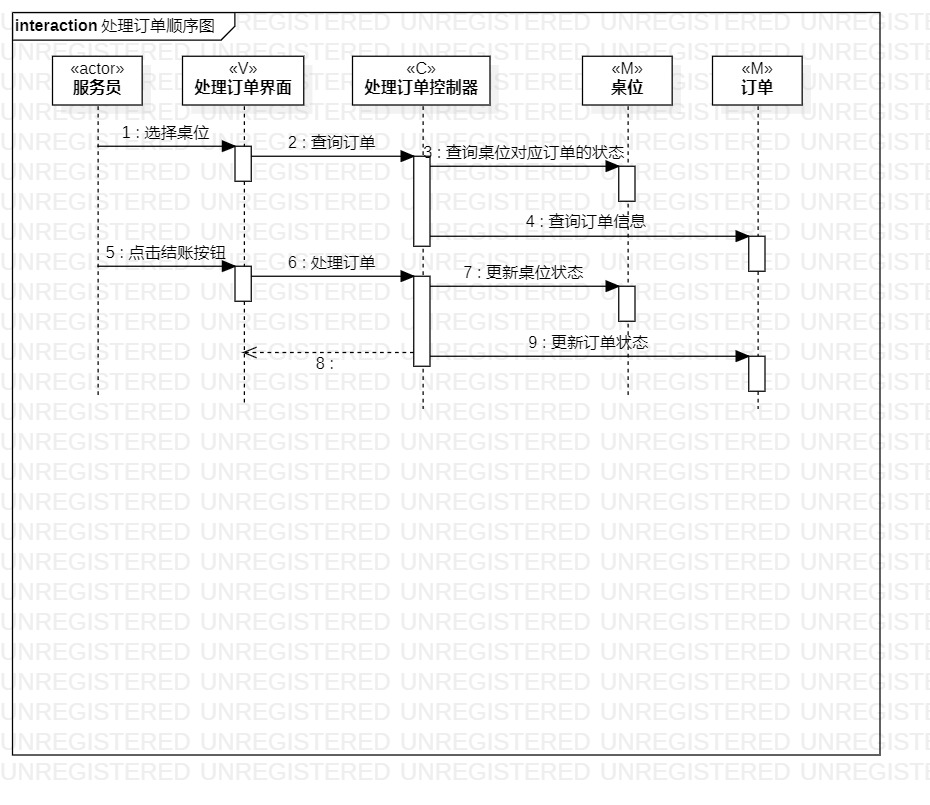 interaction 处理订单顺序图
«actor»
服务员
«V»
处理订单界面
«C»
处理订单控制器
«M»
桌位
«M»
订单
1 : 选择桌位
2 : 查询订单
3 : 查询桌位对应订单的状态
4 : 查询订单信息
5 : 点击结账按钮
6 : 处理订单
7 : 更新桌位状态
9 : 更新订单状态
8 :
UNREGISTERED